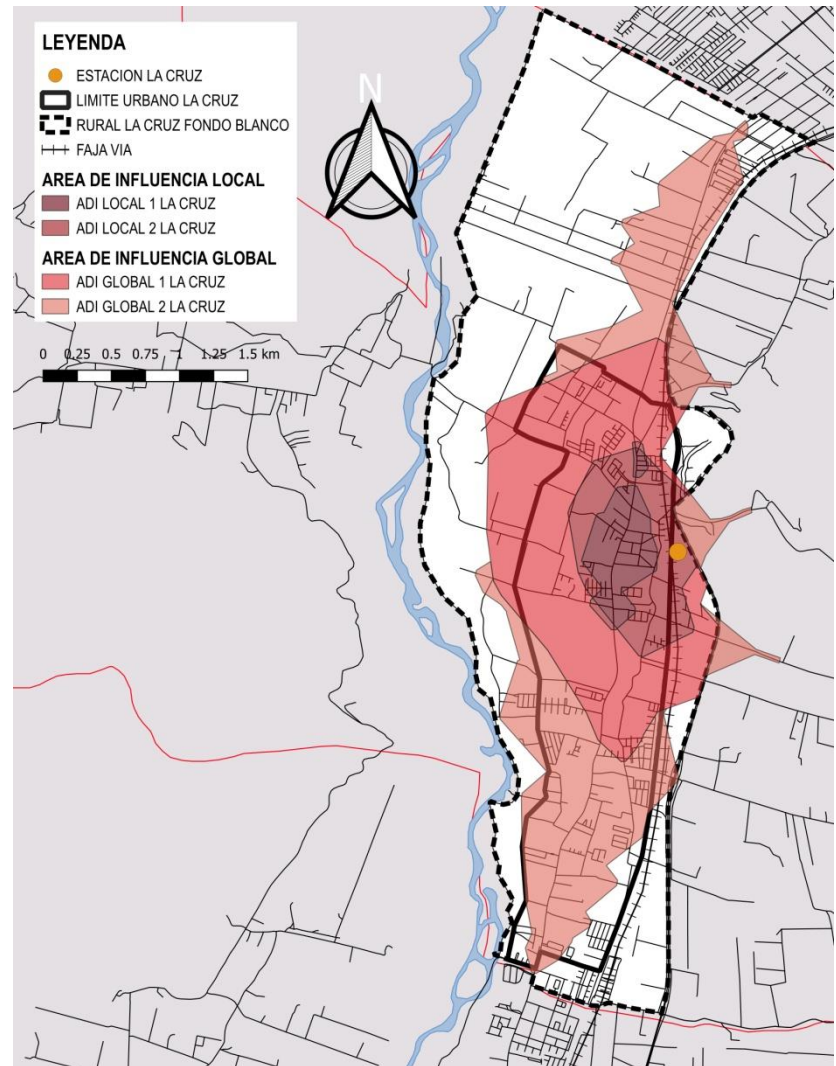 LEYENDA
ESTACION LA CRUZ
LIMITE URBANO LA CRUZ
RURAL LA CRUZ FONDO BLANCO
FAJA VIA
AREA DE INFLUENCIA LOCAL
ADI LOCAL 1 LA CRUZ
ADI LOCAL 2 LA CRUZ
AREA DE INFLUENCIA GLOBAL
ADI GLOBAL 1 LA CRUZ
ADI GLOBAL 2 LA CRUZ
N
0 0.25 0.5 0.75 1 1.25 1.5 km